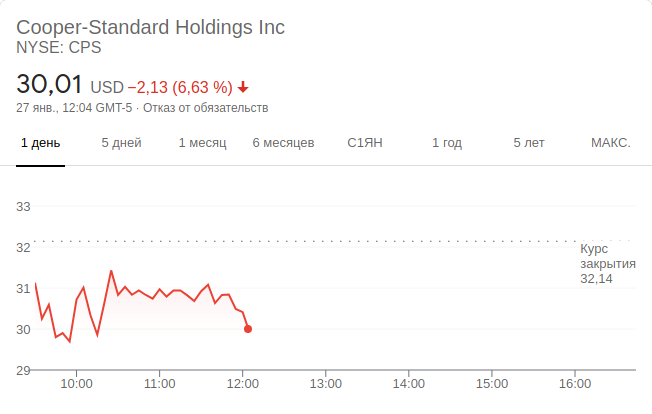 Cooper-Standard Holdings Inc
NYSE: CPS
30,01 USD −2,13 (6,63 %)
27 янв., 12:04 GMT-5 · Отказ от обязательств
1 день 5 дней 1 месяц 6 месяцев С1ЯН 1 год 5 лет МАКС.
33
32
Курс
закрытия
32,14
31
30
29
10:00 11:00 12:00 13:00 14:00 15:00 16:00